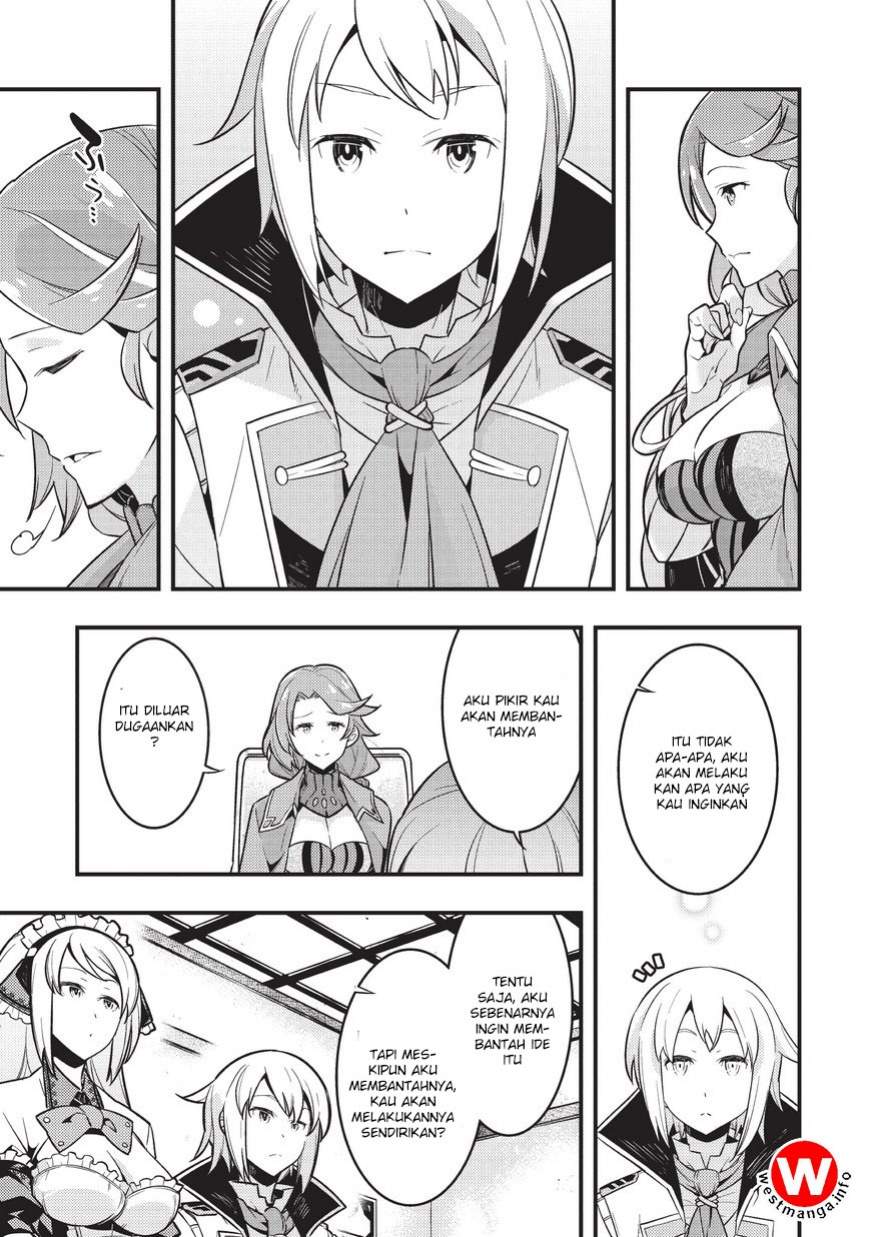 ふぅ…
ITU TIDAK
APA-APA, AKU
AKAN MELAKU
KAN APA YANG
KAU INGINKAN
AKU PIKIR KAU
AKAN MEMBAN-
TAHNYA
ITU DILUAR
DUGAANKAN
?
TENTU
SAJA, AKU
SEBENARNYA
INGIN MEM-
BANTAH IDE
ITU
TAPI MES-
KIPUN AKU
MEMBANTAHNYA,
KAU AKAN
MELAKUKANNYA
SENDIRIKAN?
W
westmanga.info